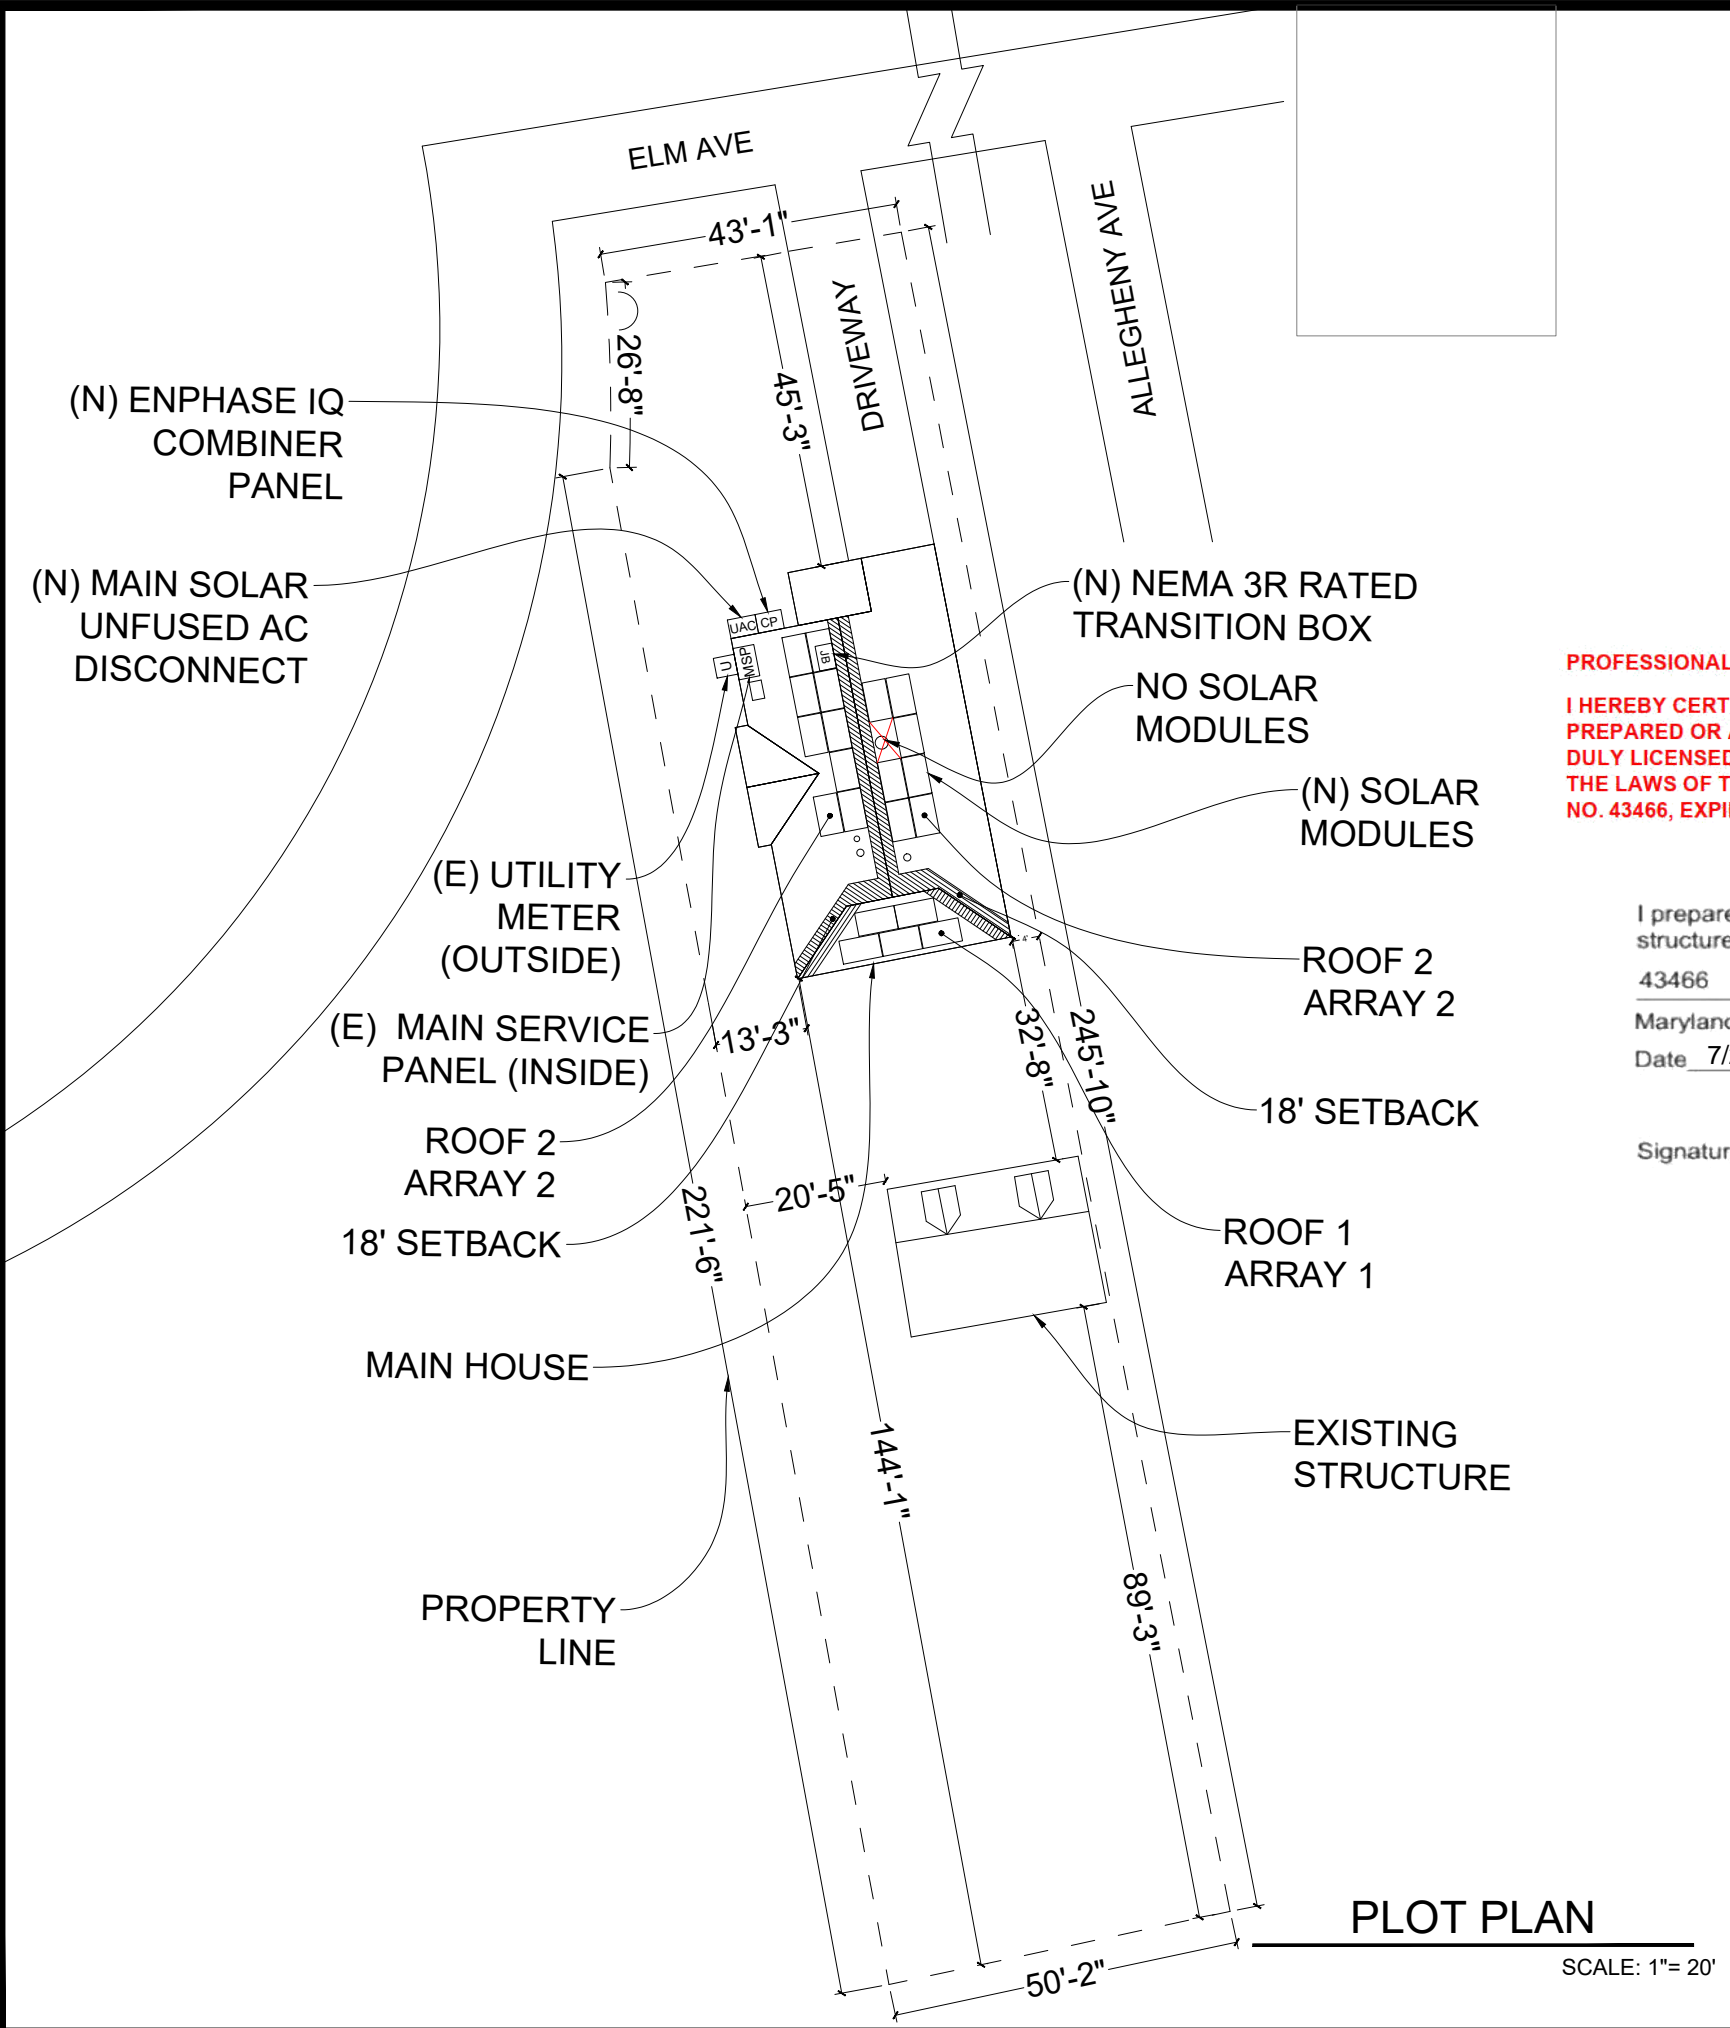 ELM AVE
43'-1"
DRIVEWAY
ALLEGHENY AVE
26'-8"
45'-3"
(N) ENPHASE IQ
COMBINER
PANEL
(N) MAIN SOLAR
UNFUSED AC
DISCONNECT
UAC
CP
U
MSP
JB
(N) NEMA 3R RATED
TRANSITION BOX
NO SOLAR
MODULES
(N) SOLAR
MODULES
PROFESSIONAL
I HEREBY CERT
PREPARED OR
DULY LICENSED
THE LAWS OF T
NO. 43466, EXPI
(E) UTILITY
METER
(OUTSIDE)
I prepare
structure
43466
Maryland
Date 7/
Signatur
ROOF 2
ARRAY 2
(E) MAIN SERVICE
PANEL (INSIDE)
13'-3"
4'
32'-8"
245'-10"
18' SETBACK
ROOF 2
ARRAY 2
18' SETBACK
221'-6"
20'-5"
ROOF 1
ARRAY 1
MAIN HOUSE
144'-1"
EXISTING
STRUCTURE
89'-3"
PROPERTY
LINE
50'-2"
PLOT PLAN
SCALE: 1"= 20'